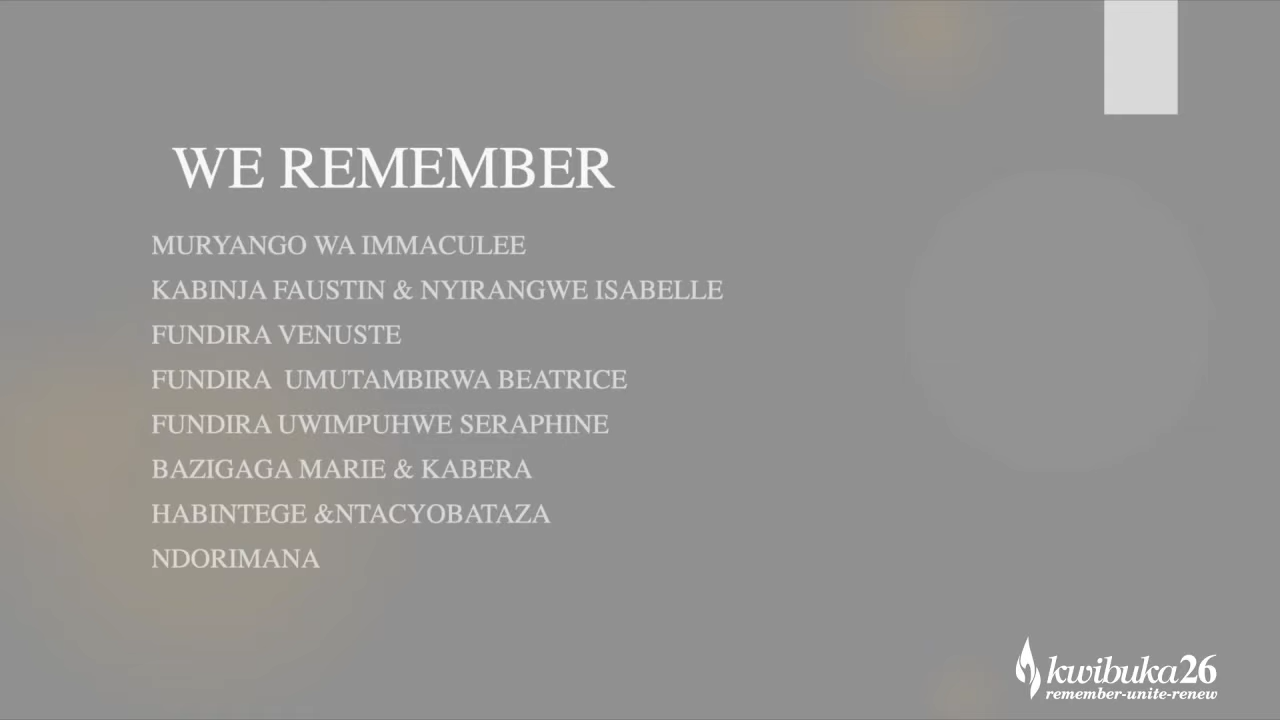 WE REMEMBER
MURYANGO WA IMMACULEE
KABINJA FAUSTIN & NYIRANGWE ISABELLE
FUNDIRA VENUSTE
FUNDIRA  UMUTAMBIRWA BEATRICE
FUNDIRA UWIMPUHWE SERAPHINE
BAZIGAGA MARIE & KABERA
HABINTEGE &NTACYOBATAZA
NDORIMANA
kwibuka26
remember-unite-renew